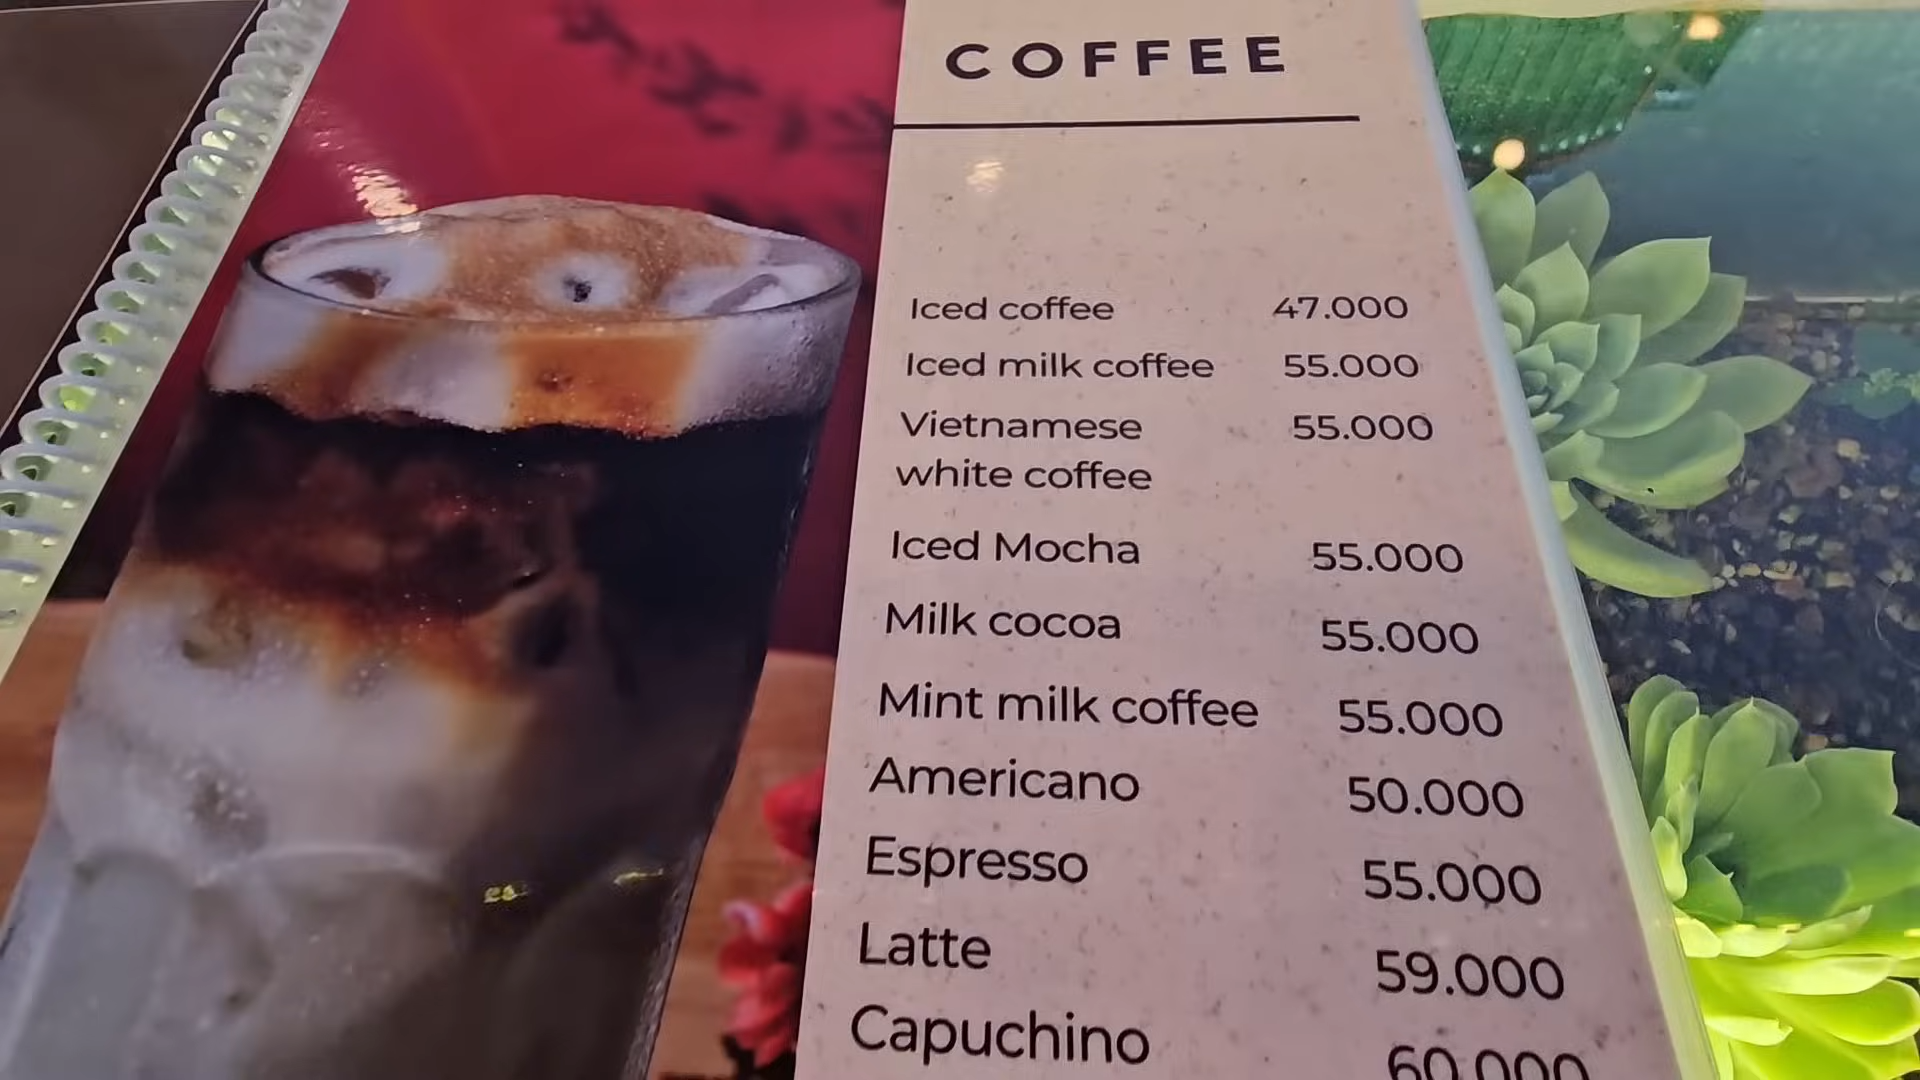 COFFEE
Iced coffee 47.000
Iced milk coffee 55.000
Vietnamese 55.000
white coffee
Iced Mocha 55.000
Milk cocoa 55.000
Mint milk coffee 55.000
Americano 50.000
Espresso 55.000
Latte 59.000
Capuchino 60.000